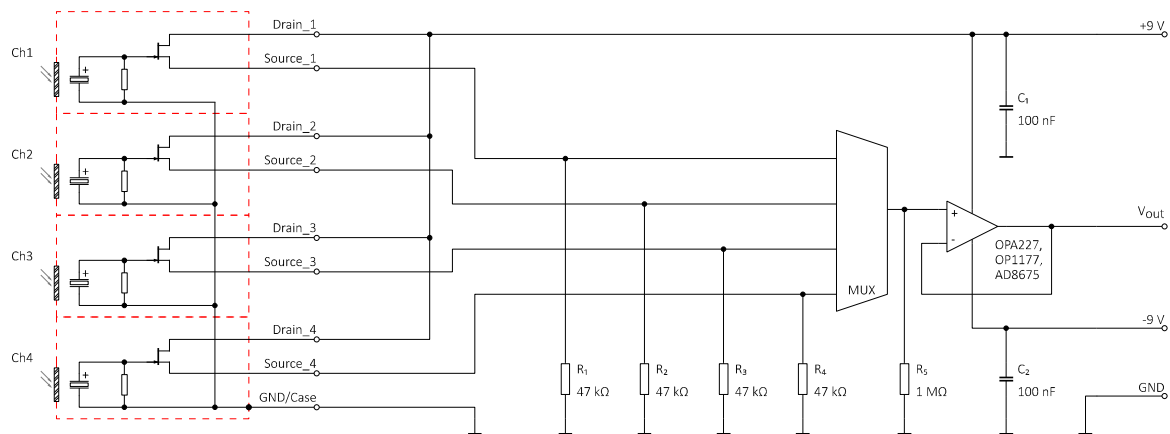 Drain_1
+9 V
Ch1
+
Source_1
C₁
100 nF
Drain_2
Ch2
+
Source_2
Vout
+
-
OPA227,
OP1177,
AD8675
Drain_3
Ch3
+
Source_3
MUX
Drain_4
-9 V
Ch4
+
Source_4
R₁
47 kΩ
R₂
47 kΩ
R₃
47 kΩ
R₄
47 kΩ
R₅
1 MΩ
C₂
100 nF
GND
GND/Case